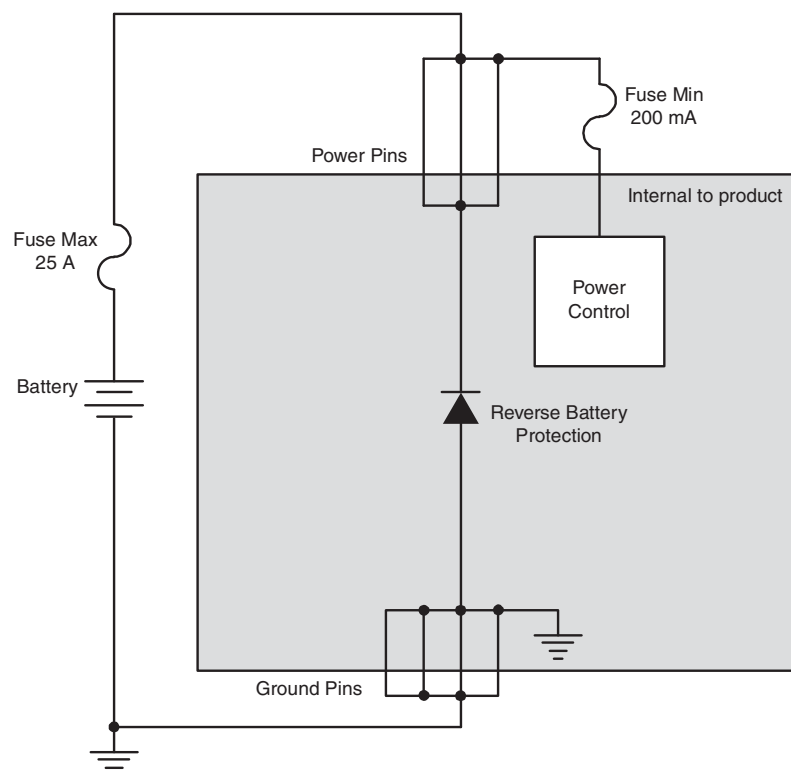 Fuse Min
200 mA
Power Pins
Internal to product
Fuse Max
25 A
Power
Control
Battery
Reverse Battery
Protection
Ground Pins